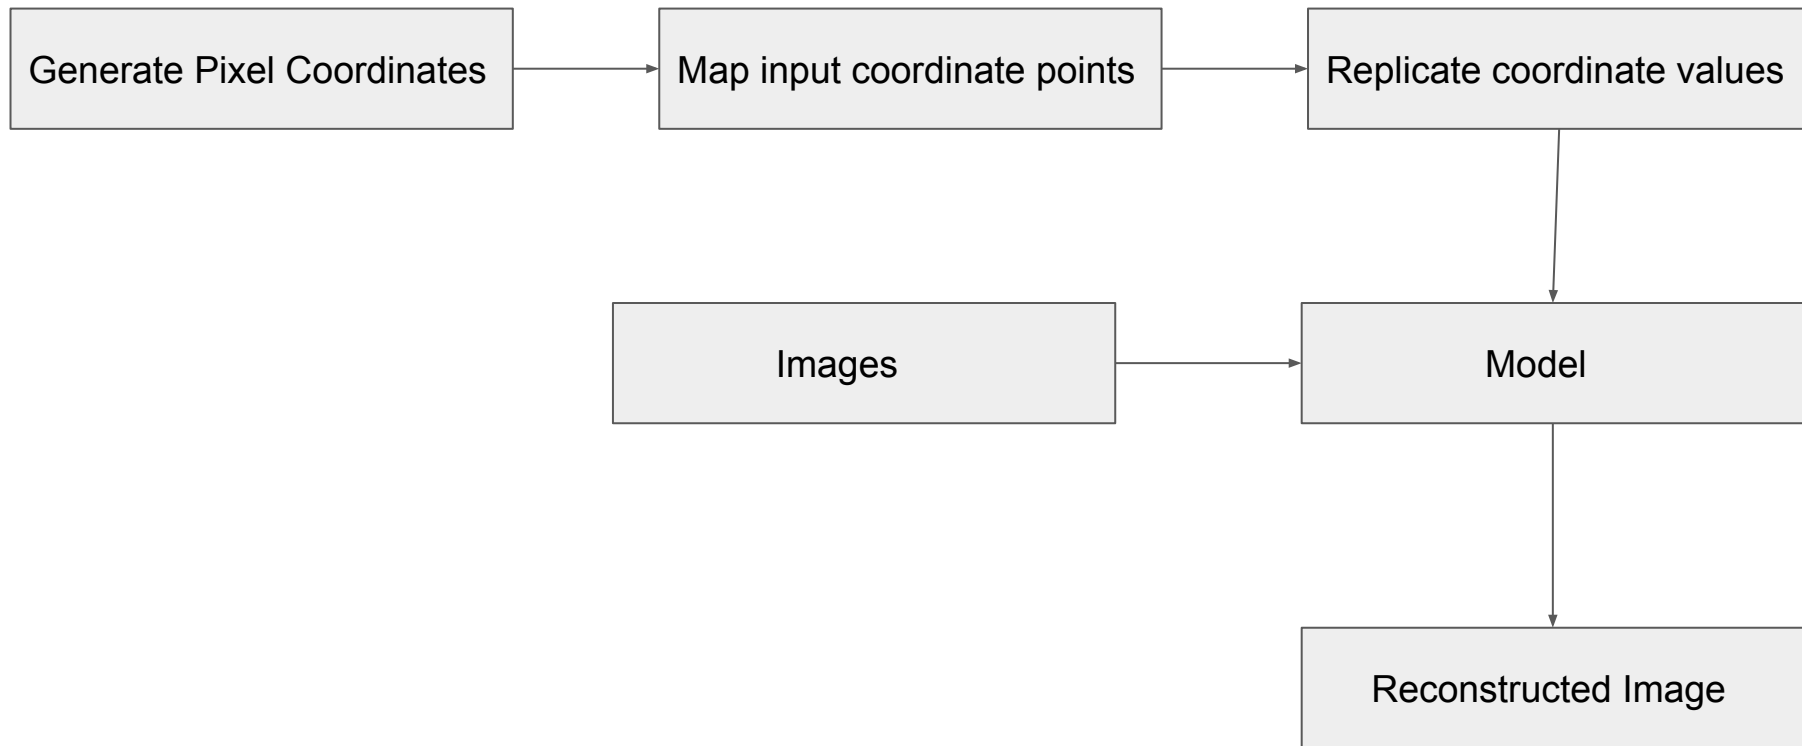 Generate Pixel Coordinates
Map input coordinate points
Replicate coordinate values
Images
Model
Reconstructed Image